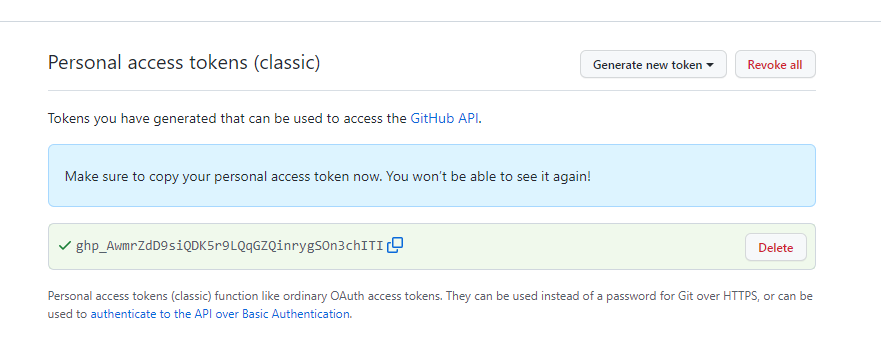 Personal access tokens (classic)
Generate new token
Revoke all
Tokens you have generated that can be used to access the GitHub API.
Make sure to copy your personal access token now. You won't be able to see it again!
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
Delete
Personal access tokens (classic) function like ordinary OAuth access tokens. They can be used instead of a password for Git over HTTPS, or can be
used to authenticate to the API over Basic Authentication.